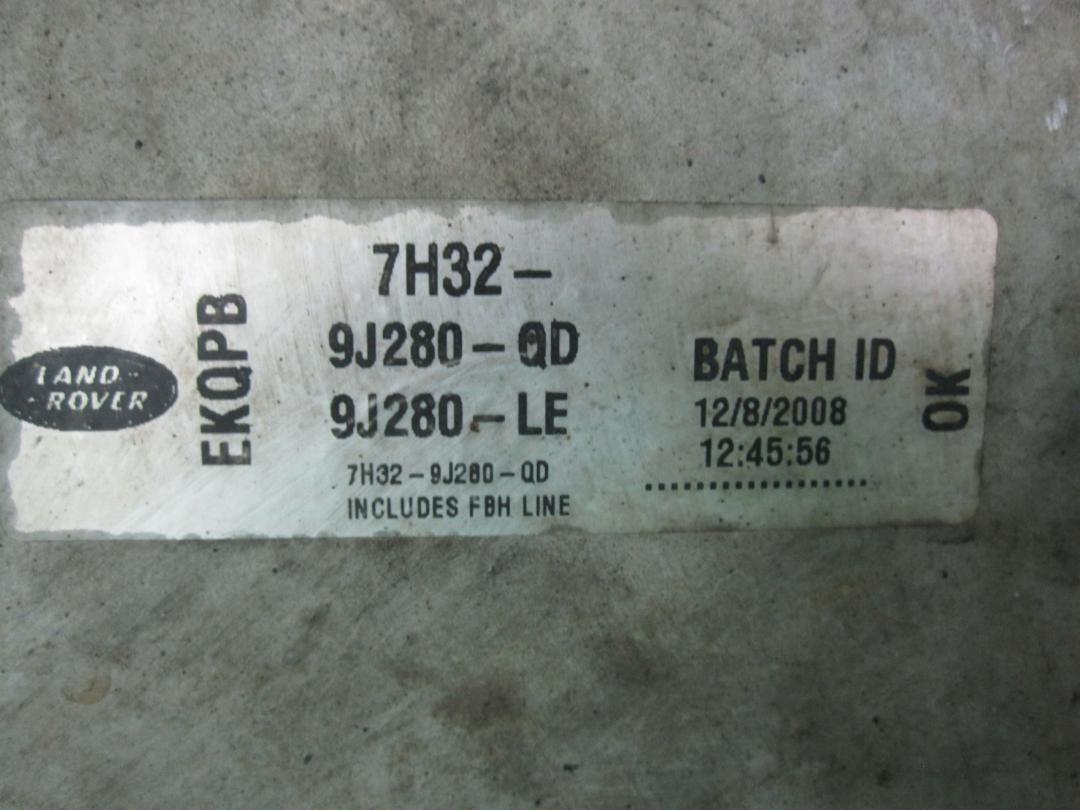 LAND-
-ROVER
EKQPB
7H32-
9J280-QD
9J280-LE
7H32-9J280-QD
INCLUDES FBH LINE
BATCH ID
12/8/2008
12:45:56
OK